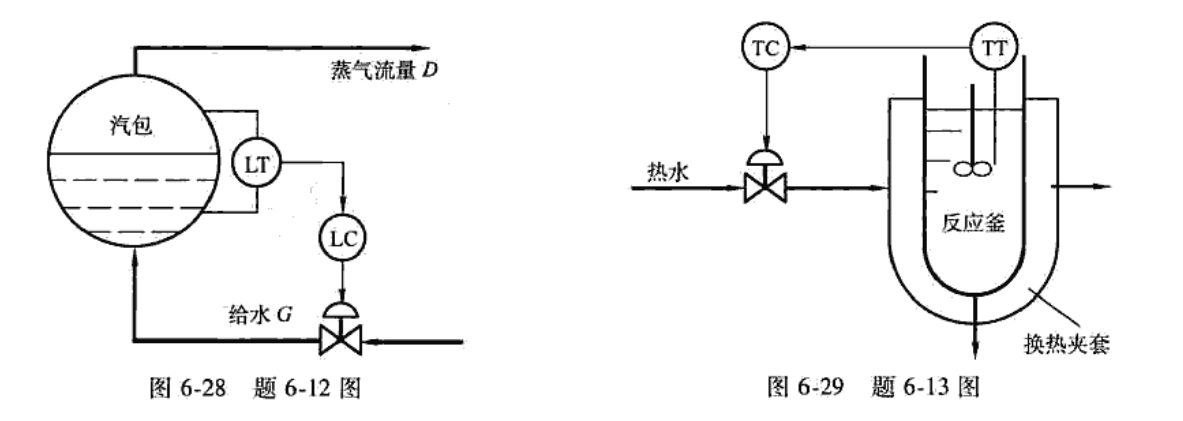 蒸气流量 D
汽包
LT
LC
给水 G
图 6-28 题 6-12 图
TC
TT
热水
反应釜
换热夹套
图 6-29 题 6-13 图